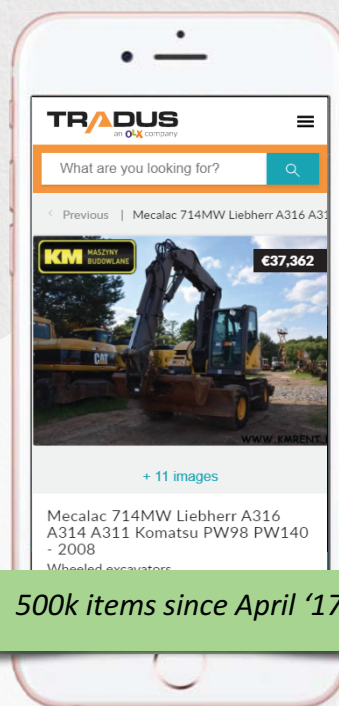 TRADUS
an OLX company
What are you looking for?
Previous | Mecalac 714MW Liebherr A316 A31
KM MASZYNY BUDOWLANE
€37,362
CAT
WWW.KMRENT.
+ 11 images
Mecalac 714MW Liebherr A316
A314 A311 Komatsu PW98 PW140
- 2008
Wheeled excavators
500k items since April ‘17